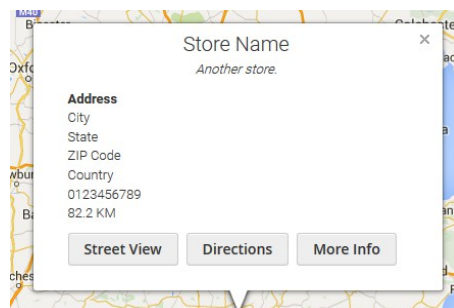 M40
Store Name
Another store.
Address
City
State
ZIP Code
Country
0123456789
82.2 KM
Street View
Directions
More Info